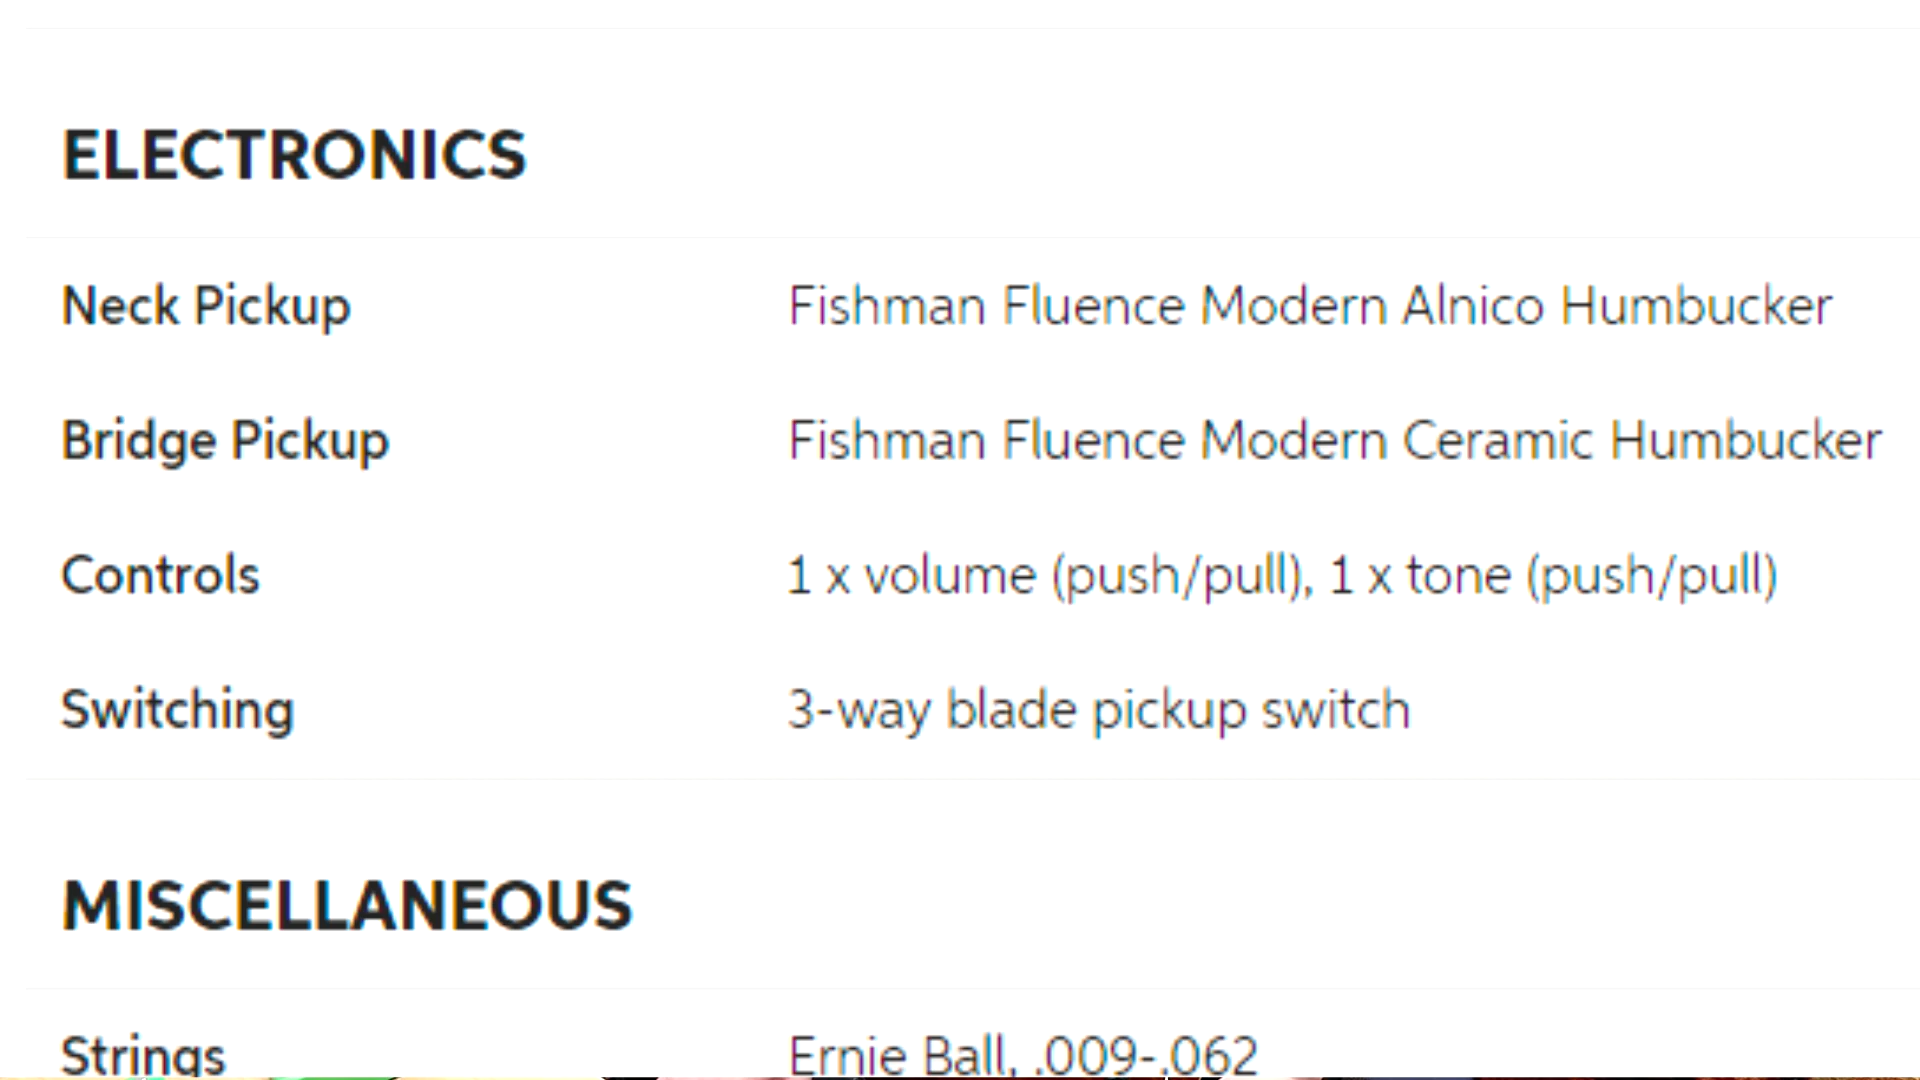 ELECTRONICS
Neck Pickup Fishman Fluence Modern Alnico Humbucker
Bridge Pickup Fishman Fluence Modern Ceramic Humbucker
Controls 1 x volume (push/pull), 1 x tone (push/pull)
Switching 3-way blade pickup switch
MISCELLANEOUS
Strings Ernie Ball, .009-.062